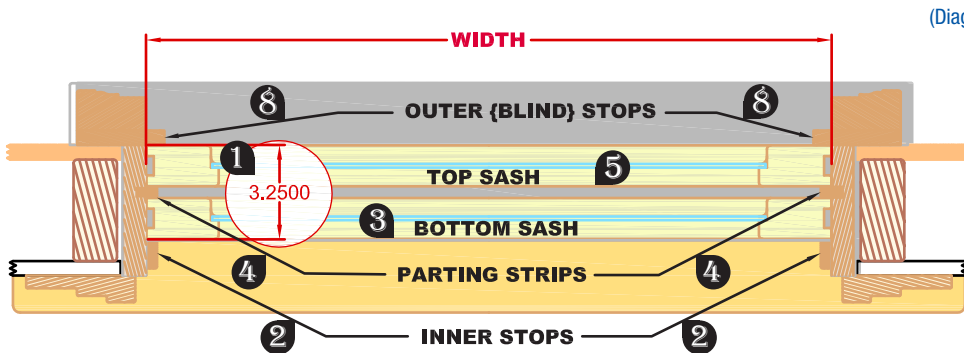 (Diag
WIDTH
8 OUTER {BLIND} STOPS 8
1
3.2500
TOP SASH 5
3 BOTTOM SASH
4 PARTING STRIPS 4
2 INNER STOPS 2